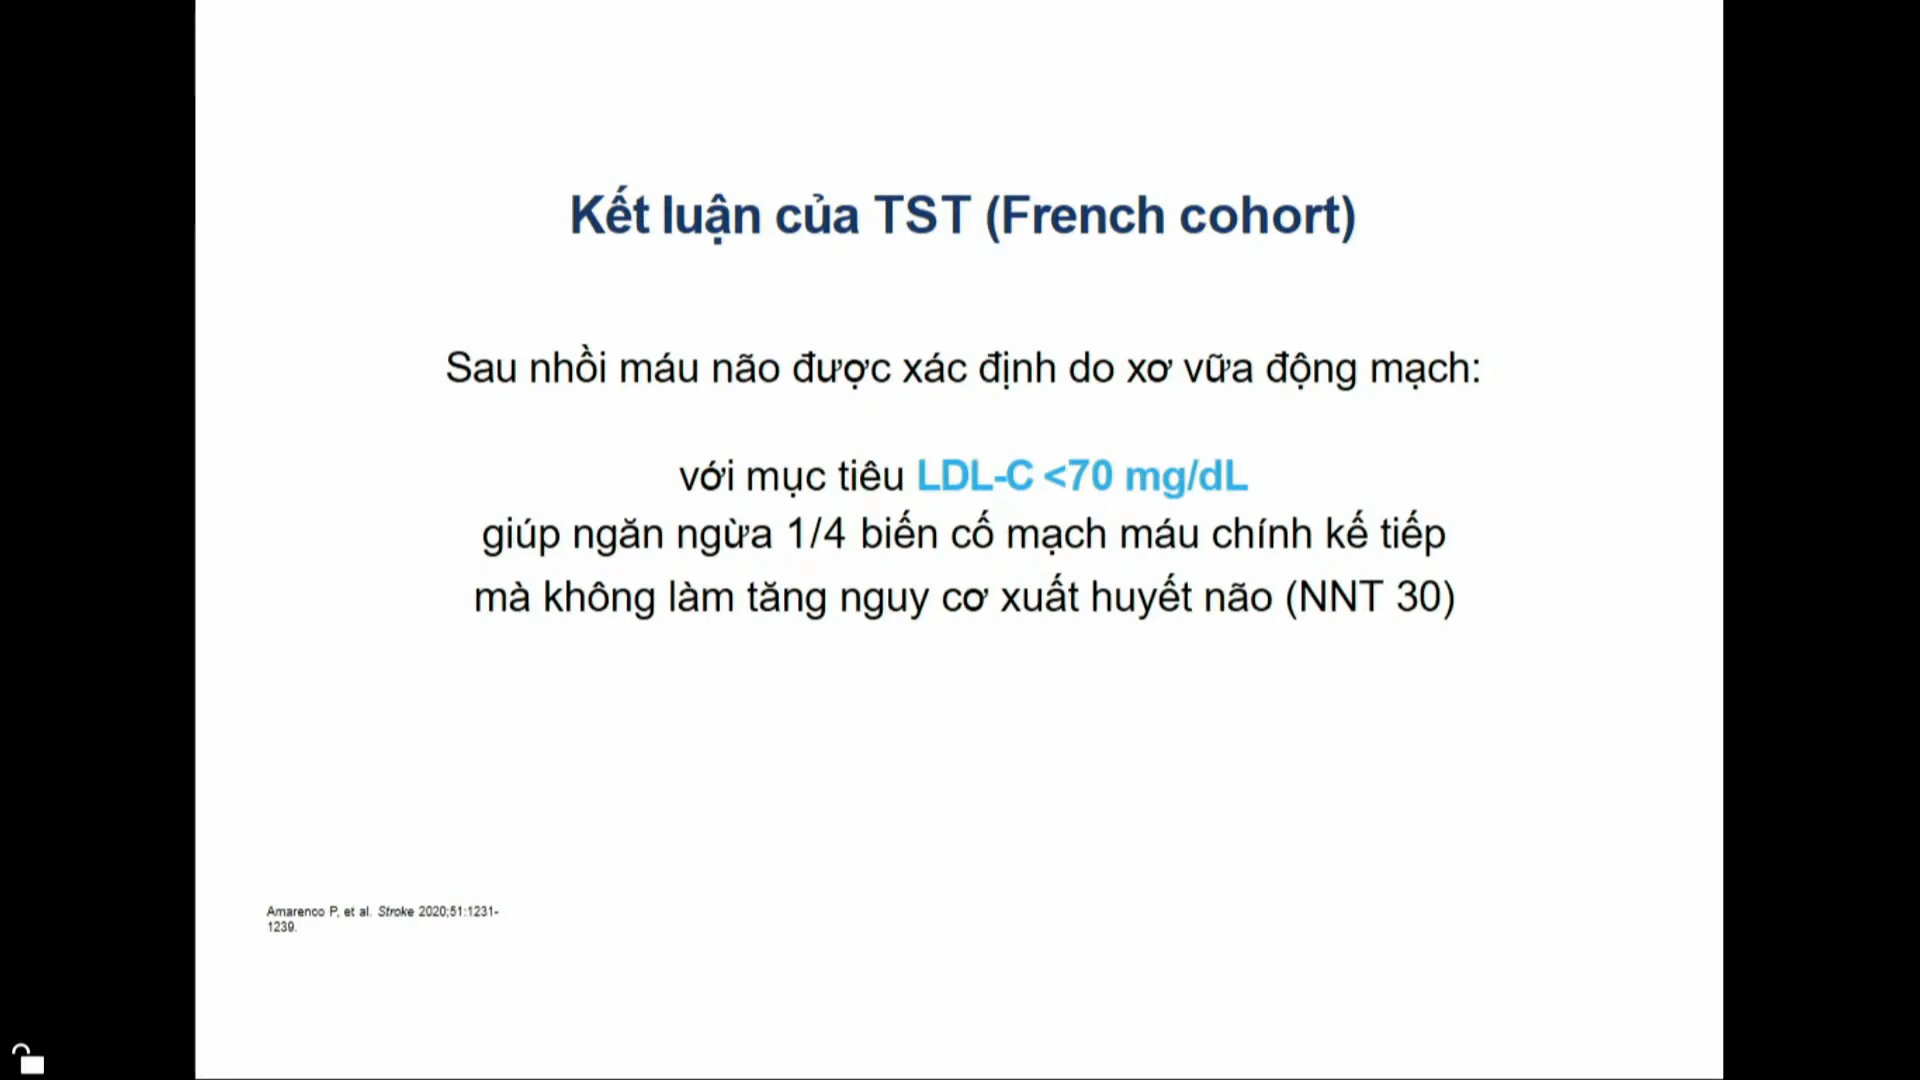 Kết luận của TST (French cohort)
Sau nhồi máu não được xác định do xơ vữa động mạch:
với mục tiêu LDL-C <70 mg/dL
giúp ngăn ngừa 1/4 biến cố mạch máu chính kế tiếp
mà không làm tăng nguy cơ xuất huyết não (NNT 30)
Amarenco P, et al. Stroke 2020;51:1231-
1239.